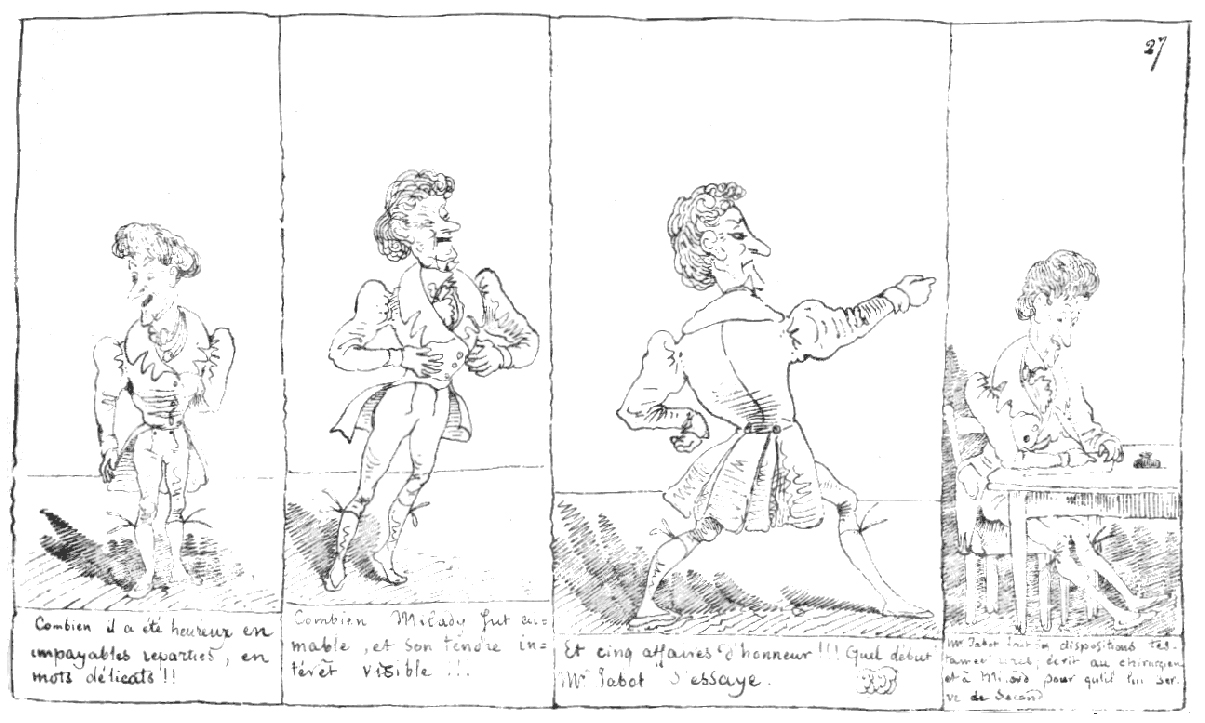 27
Combien il a été heureux en
impayables reparties, en
mots délicats !!
Combien Milady fut ai=
mable, et son tendre in=
térêt visible !!!
Et cinq affaires d'honneur !!! Quel début
Mr Jabot s'essaye.
Mr Jabot fait dispositions tes-
tamentaires, écrit au chirurgien
et à Milord pour qu'il lui ser-
ve de Second